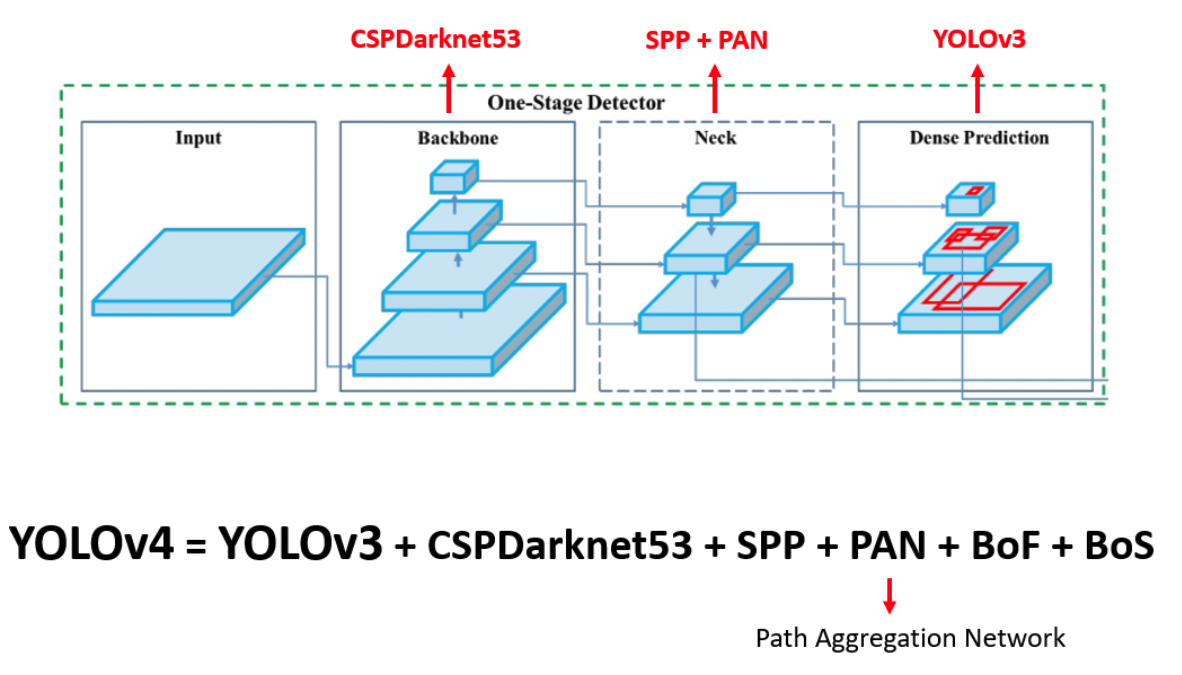 CSPDarknet53 SPP + PAN YOLOv3
One-Stage Detector
Input Backbone Neck Dense Prediction
YOLOv4 = YOLOv3 + CSPDarknet53 + SPP + PAN + BoF + BoS
Path Aggregation Network